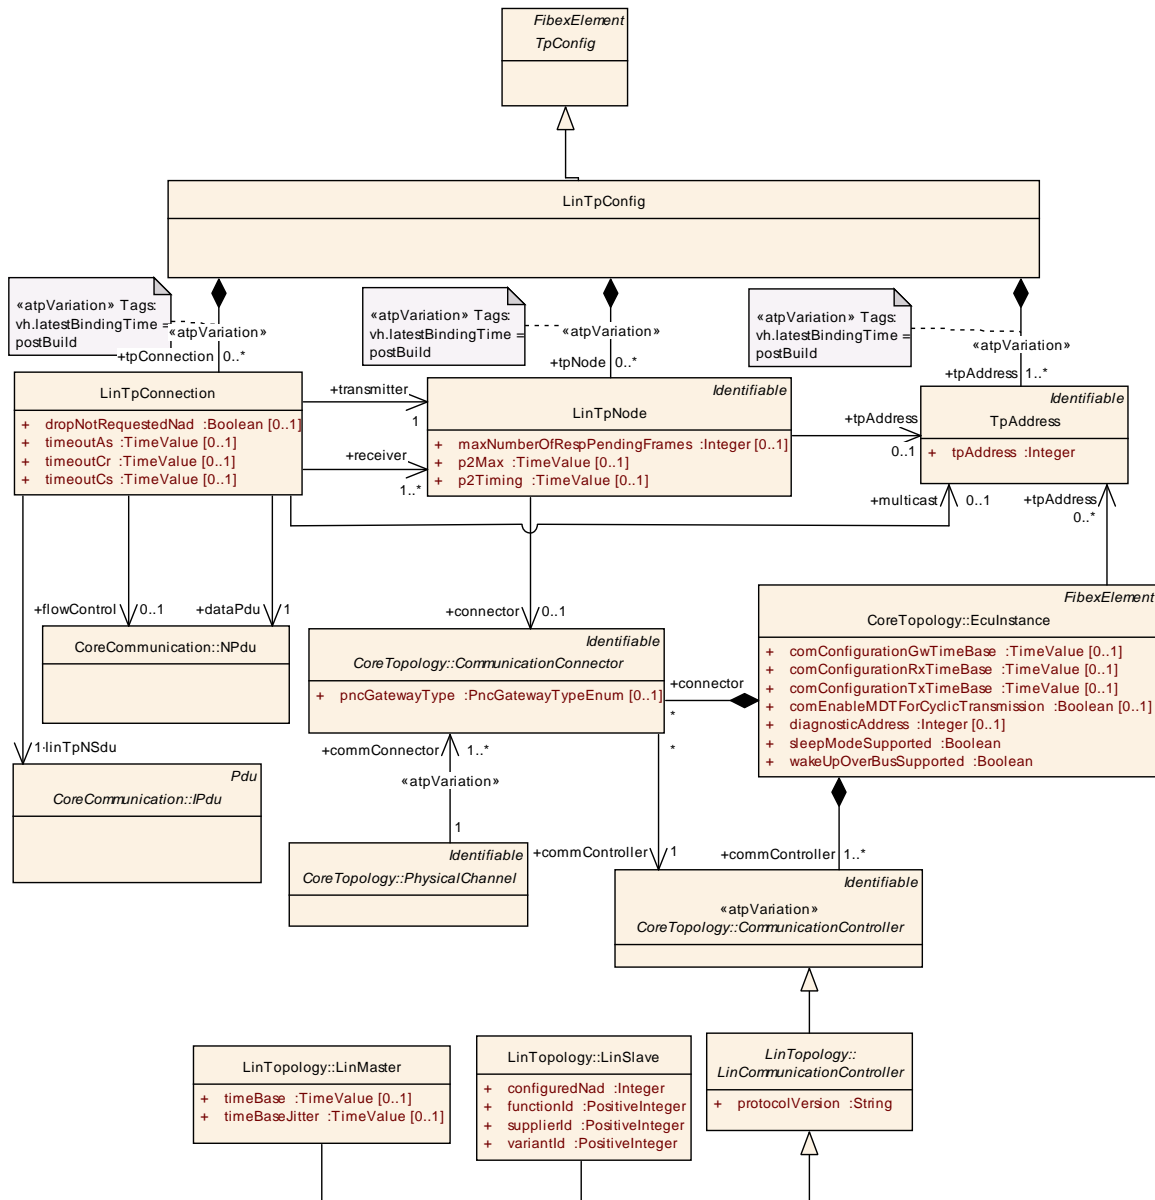 FibexElement
TpConfig
LinTpConfig
«atpVariation» Tags:
vh.latestBindingTime =
postBuild
«atpVariation»
+tpConnection 0..*
«atpVariation» Tags:
vh.latestBindingTime =
postBuild
«atpVariation»
+tpNode 0..*
«atpVariation» Tags:
vh.latestBindingTime =
postBuild
«atpVariation»
+tpAddress 1..*
LinTpConnection
+ dropNotRequestedNad :Boolean [0..1]
+ timeoutAs :TimeValue [0..1]
+ timeoutCr :TimeValue [0..1]
+ timeoutCs :TimeValue [0..1]
+transmitter
1
+receiver
1..*
Identifiable
LinTpNode
+ maxNumberOfRespPendingFrames :Integer [0..1]
+ p2Max :TimeValue [0..1]
+ p2Timing :TimeValue [0..1]
+tpAddress
0..1
Identifiable
TpAddress
+ tpAddress :Integer
+multicast 0..1
+tpAddress
0..*
+flowControl 0..1
+dataPdu 1
+connector 0..1
CoreCommunication::NPdu
1·linTpNSdu
Pdu
CoreCommunication::IPdu
Identifiable
CoreTopology::CommunicationConnector
+ pncGatewayType :PncGatewayTypeEnum [0..1]
+connector
*
FibexElement
CoreTopology::EcuInstance
+ comConfigurationGwTimeBase :TimeValue [0..1]
+ comConfigurationRxTimeBase :TimeValue [0..1]
+ comConfigurationTxTimeBase :TimeValue [0..1]
+ comEnableMDTForCyclicTransmission :Boolean [0..1]
+ diagnosticAddress :Integer [0..1]
+ sleepModeSupported :Boolean
+ wakeUpOverBusSupported :Boolean
+commConnector 1..*
«atpVariation»
1
*
Identifiable
CoreTopology::PhysicalChannel
+commController 1
+commController 1..*
Identifiable
«atpVariation»
CoreTopology::CommunicationController
LinTopology::LinMaster
+ timeBase :TimeValue [0..1]
+ timeBaseJitter :TimeValue [0..1]
LinTopology::LinSlave
+ configuredNad :Integer
+ functionId :PositiveInteger
+ supplierId :PositiveInteger
+ variantId :PositiveInteger
LinTopology::
LinCommunicationController
+ protocolVersion :String